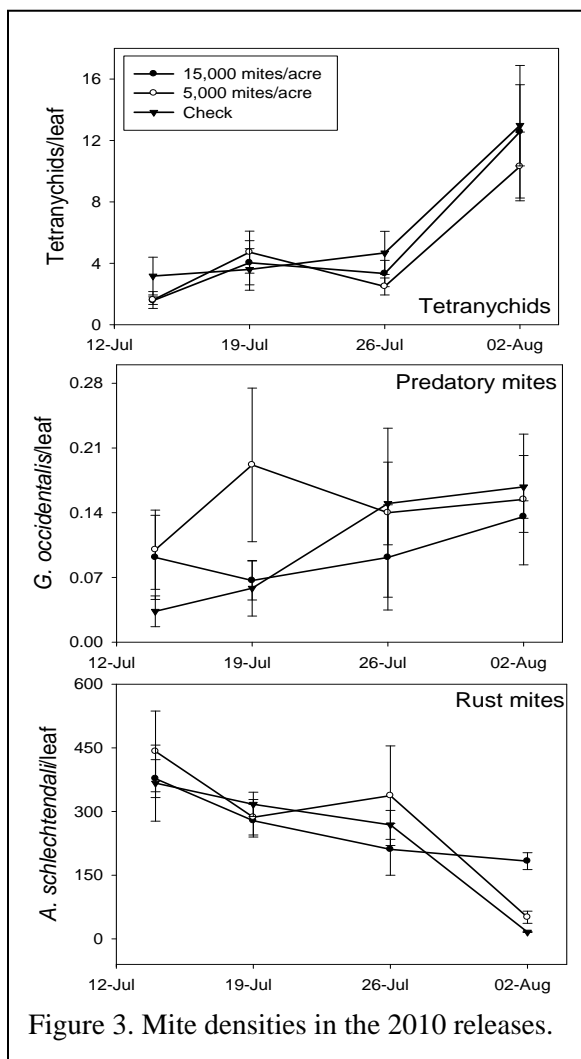 16
12
8
4
0
Tetranychids/leaf
15,000 mites/acre
5,000 mites/acre
Check
Tetranychids
12-Jul 19-Jul 26-Jul 02-Aug
0.28
0.21
0.14
0.07
0.00
G. occidentalis/leaf
Predatory mites
12-Jul 19-Jul 26-Jul 02-Aug
600
450
300
150
0
A. schlechtendali/leaf
Rust mites
12-Jul 19-Jul 26-Jul 02-Aug
Figure 3. Mite densities in the 2010 releases.